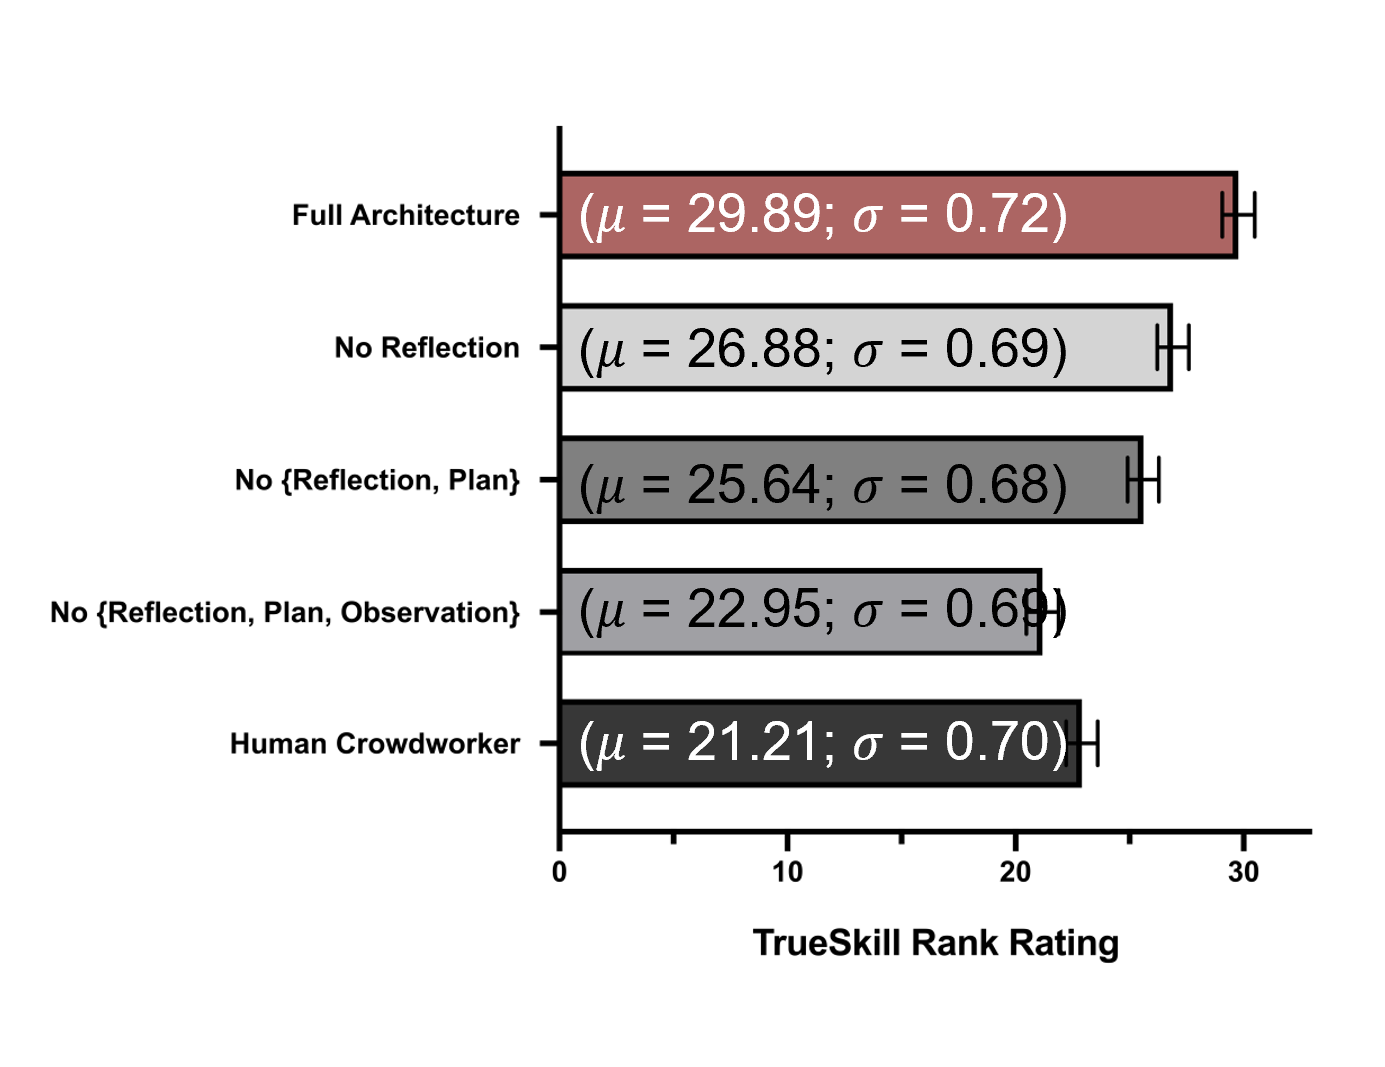 Full Architecture
(μ = 29.89; σ = 0.72)
No Reflection
(μ = 26.88; σ = 0.69)
No {Reflection, Plan}
(μ = 25.64; σ = 0.68)
No {Reflection, Plan, Observation}
(μ = 22.95; σ = 0.69)
Human Crowdworker
(μ = 21.21; σ = 0.70)
0 10 20 30
TrueSkill Rank Rating